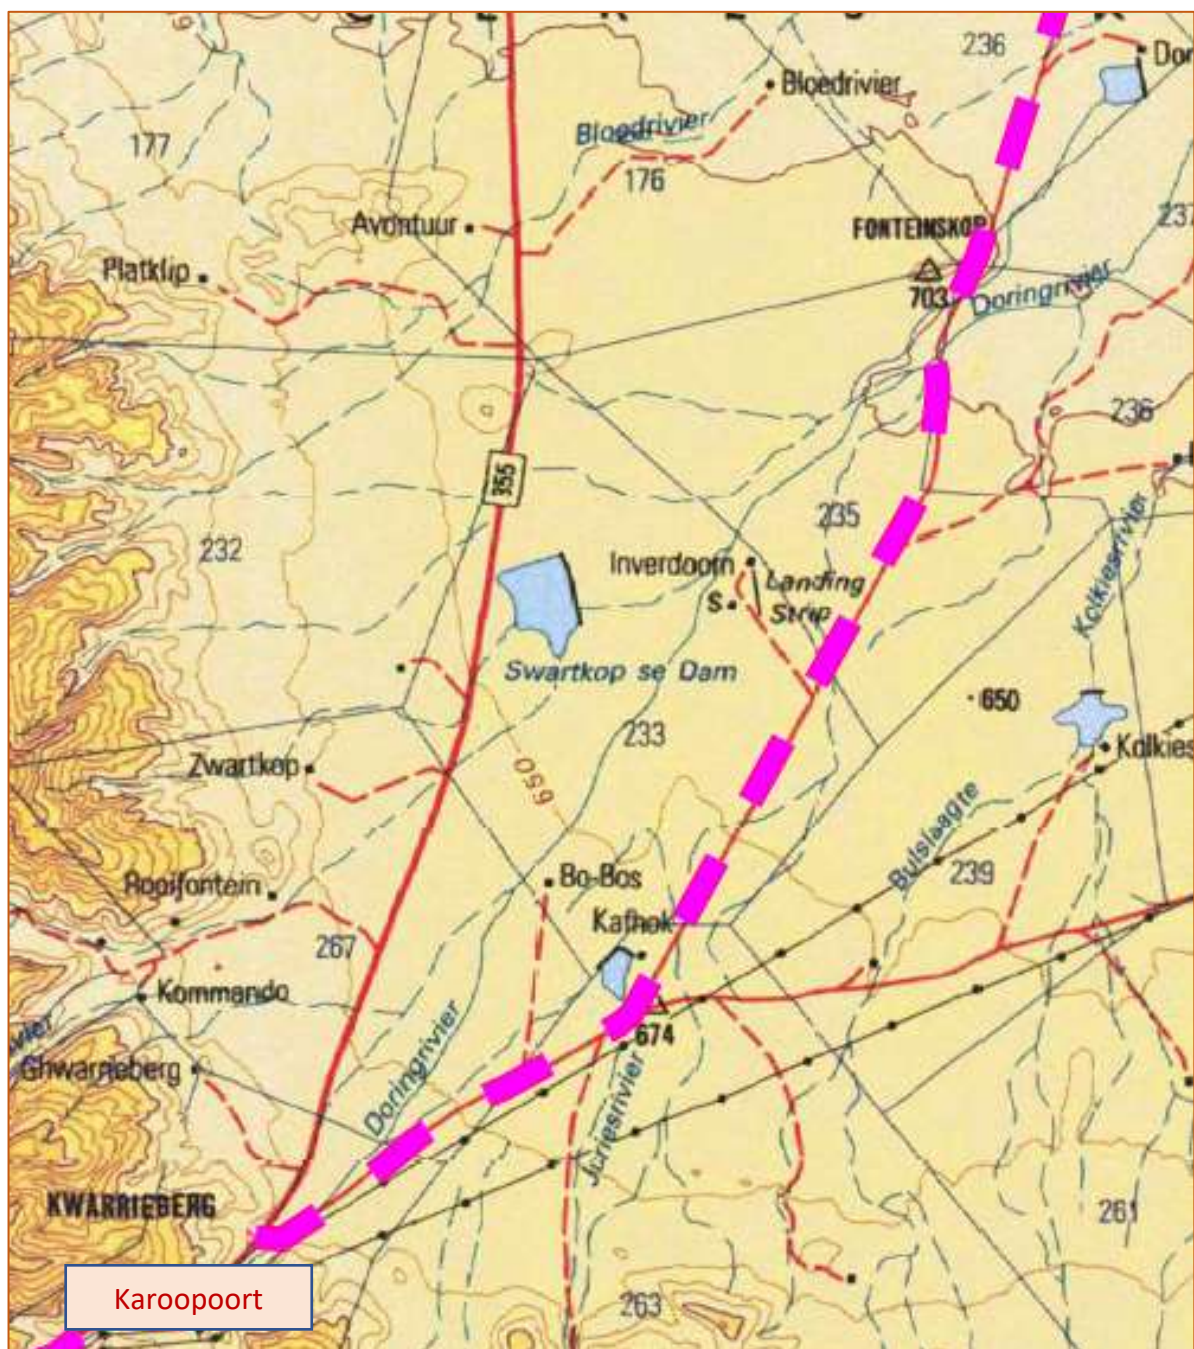 236
Dor
Bloedrivier
Bloedrivier
177
176
237
Avontuur
FONTEINSKOP
Platklip
703
Doringrivier
236
355
235
232
Inverdoorn
Landing
Strip
S
Kolkiesrivier
Swartkop se Dam
650
233
Kolkies
Zwartkop
650
Bulslaagte
239
Rooifontein
Bo-Bos
Kafhok
267
Kommando
674
Ghwarrieberg
Doringrivier
Juriesrivier
KWARRIEBERG
261
Karoopoort
263